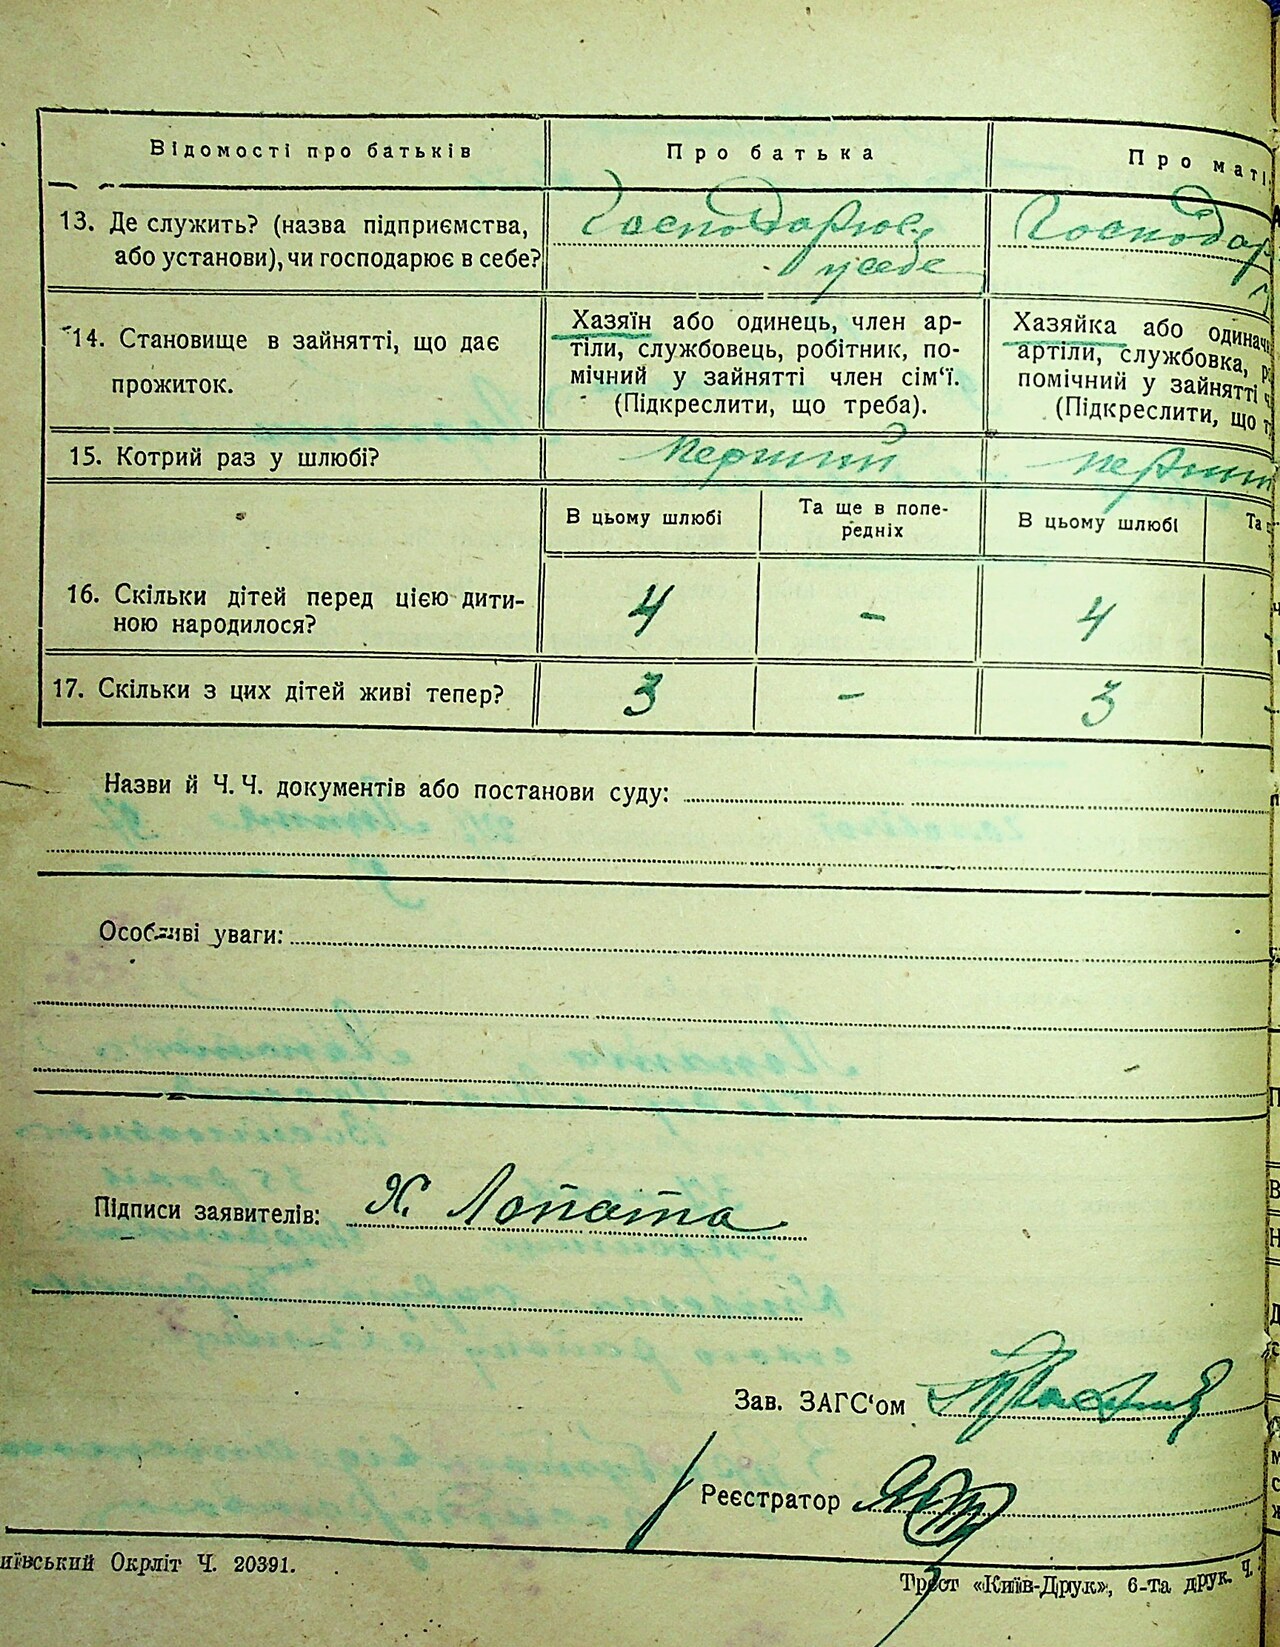 Відомості про батьків
Про батька
Про маті
13. Де служить? (назва підприємства,
або установи), чи господарює в себе?
Господарює
у себе
Господар
14. Становище в зайнятті, що дає
прожиток.
Хазяїн або одинець, член ар-
тіли, службовець, робітник, по-
мічний у зайнятті член сім‘ї.
(Підкреслити, що треба).
Хазяйка або одинач
артіли, службовка, р
помічний у зайнятті ч
(Підкреслити, що т
15. Котрий раз у шлюбі?
Перший
перший
В цьому шлюбі
Та ще в попе-
редніх
В цьому шлюбі
Та
16. Скільки дітей перед цією дити-
ною народилося?
4
-
4
17. Скільки з цих дітей живі тепер?
3
-
3
Назви й Ч. Ч. документів або постанови суду:
Особливі уваги:
Підписи заявителів: Х. Лопата
Зав. ЗАГС‘ом
Реєстратор
иївський Окрліт Ч. 20391.
Трест «Київ-Друк», 6-та друк. Ч.